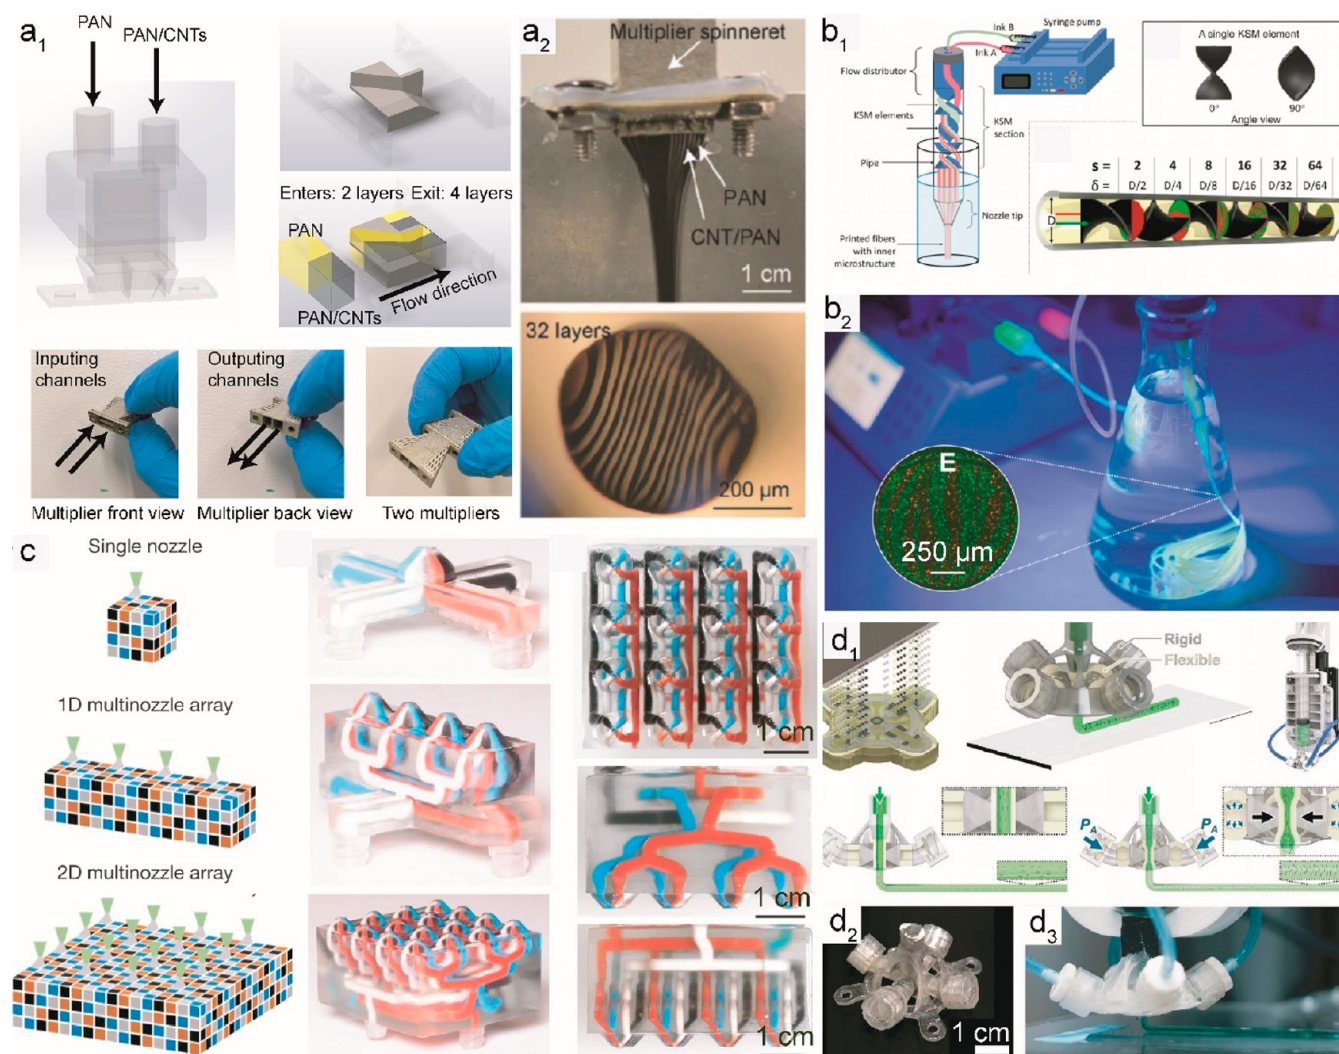 a1
PAN
PAN/CNTs
Enters: 2 layers Exit: 4 layers
PAN
PAN/CNTs
Flow direction
Inputing
channels
Outputing
channels
Multiplier front view
Multiplier back view
Two multipliers
a2
Multiplier spinneret
PAN
CNT/PAN
1 cm
32 layers
200 µm
b1
Ink B
Ink A
Syringe pump
Flow distributor
KSM elements
KSM
section
Pipe
Nozzle tip
Printed fibers
with inner
microstructure
A single KSM element
0°
90°
Angle view
s = 2 4 8 16 32 64
δ = D/2 D/4 D/8 D/16 D/32 D/64
D
b2
E
250 µm
c
Single nozzle
1D multinozzle array
2D multinozzle array
1 cm
1 cm
1 cm
d1
Rigid
Flexible
PA
PA
d2
1 cm
d3